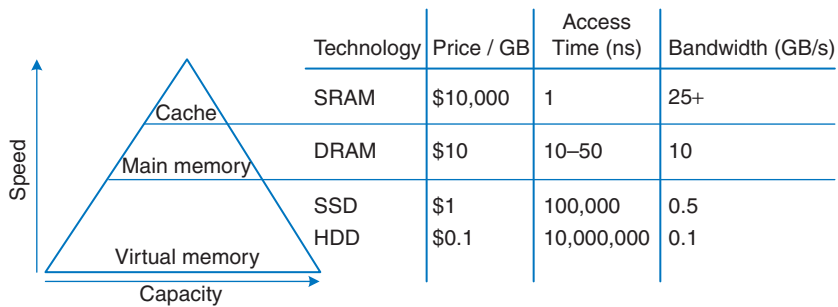 Technology Price / GB Access Time (ns) Bandwidth (GB/s)
Cache SRAM $10,000 1 25+
Main memory DRAM $10 10–50 10
SSD $1 100,000 0.5
Virtual memory HDD $0.1 10,000,000 0.1
Speed
Capacity